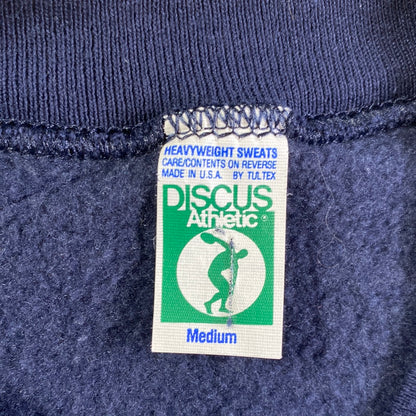 HEAVYWEIGHT SWEATS
CARE/CONTENTS ON REVERSE
MADE IN U.S.A. BY TULTEX
DISCUS
Athletic®
Medium